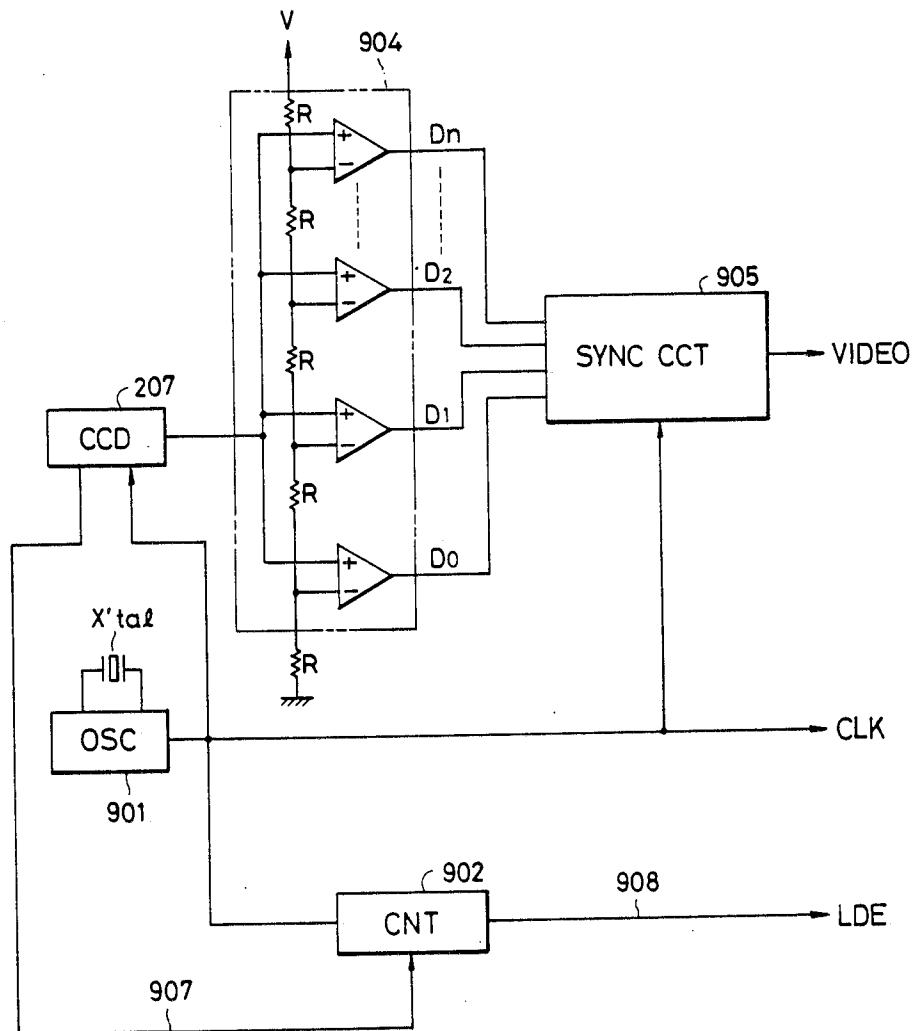 V
904
R
+
−
Dn
R
+
−
D2
905
SYNC CCT
VIDEO
R
207
CCD
+
−
D1
R
+
−
D0
X'tal
R
OSC
CLK
901
902
CNT
908
LDE
907